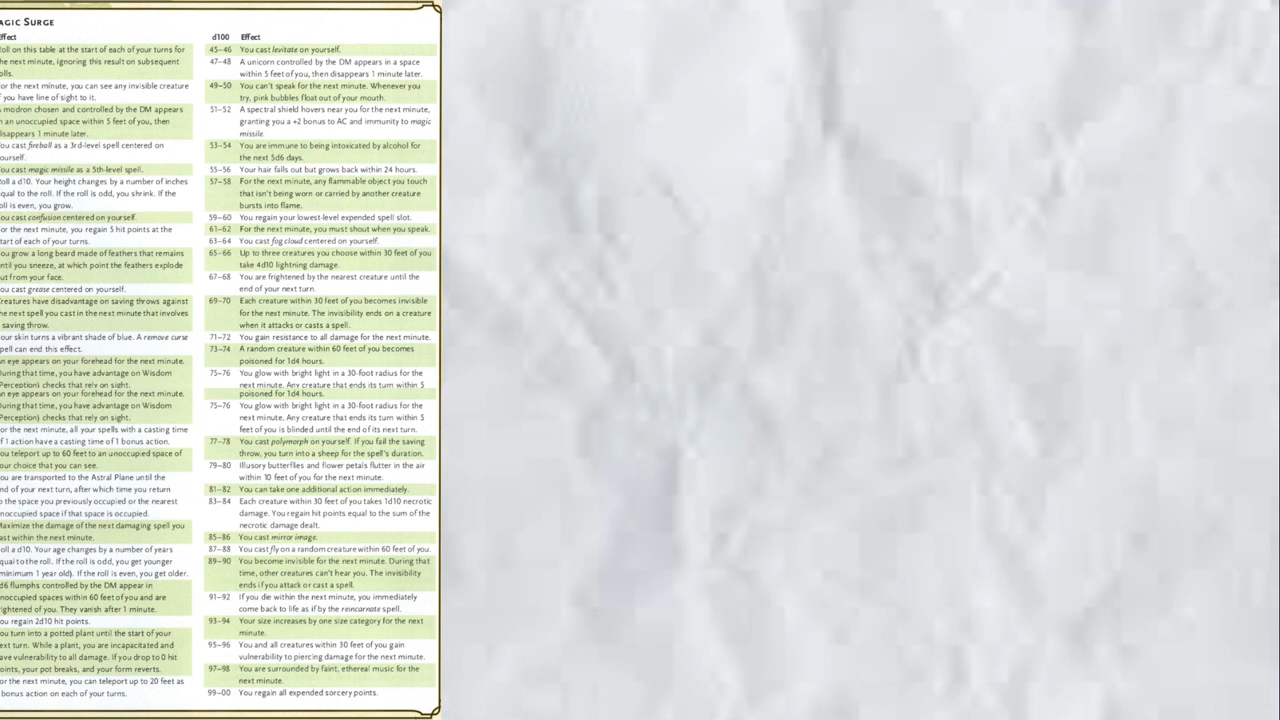 AGIC SURGE
Effect
Roll on this table at the start of each of your turns for
the next minute, ignoring this result on subsequent
olls.
or the next minute, you can see any invisible creature
f you have line of sight to it.
modron chosen and controlled by the DM appears
n an unoccupied space within 5 feet of you, then
isappears 1 minute later.
ou cast fireball as a 3rd-level spell centered on
ourself.
ou cast magic missile as a 5th-level spell.
Roll a d10. Your height changes by a number of inches
qual to the roll. If the roll is odd, you shrink. If the
oll is even, you grow.
ou cast confusion centered on yourself.
or the next minute, you regain 5 hit points at the
tart of each of your turns.
ou grow a long beard made of feathers that remains
ntil you sneeze, at which point the feathers explode
ut from your face.
ou cast grease centered on yourself.
reatures have disadvantage on saving throws against
he next spell you cast in the next minute that involves
saving throw.
our skin turns a vibrant shade of blue. A remove curse
pell can end this effect.
n eye appears on your forehead for the next minute.
During that time, you have advantage on Wisdom
Perception) checks that rely on sight.
n eye appears on your forehead for the next minute.
During that time, you have advantage on Wisdom
Perception) checks that rely on sight.
or the next minute, all your spells with a casting time
f 1 action have a casting time of 1 bonus action.
ou teleport up to 60 feet to an unoccupied space of
our choice that you can see.
ou are transported to the Astral Plane until the
nd of your next turn, after which time you return
o the space you previously occupied or the nearest
noccupied space if that space is occupied.
Maximize the damage of the next damaging spell you
ast within the next minute.
oll a d10. Your age changes by a number of years
qual to the roll. If the roll is odd, you get younger
minimum 1 year old). If the roll is even, you get older.
d6 flumphs controlled by the DM appear in
noccupied spaces within 60 feet of you and are
rightened of you. They vanish after 1 minute.
ou regain 2d10 hit points.
ou turn into a potted plant until the start of your
ext turn. While a plant, you are incapacitated and
ave vulnerability to all damage. If you drop to 0 hit
oints, your pot breaks, and your form reverts.
or the next minute, you can teleport up to 20 feet as
bonus action on each of your turns.
d100 Effect
45–46 You cast levitate on yourself.
47–48 A unicorn controlled by the DM appears in a space
within 5 feet of you, then disappears 1 minute later.
49–50 You can't speak for the next minute. Whenever you
try, pink bubbles float out of your mouth.
51–52 A spectral shield hovers near you for the next minute,
granting you a +2 bonus to AC and immunity to magic
missile.
53–54 You are immune to being intoxicated by alcohol for
the next 5d6 days.
55–56 Your hair falls out but grows back within 24 hours.
57–58 For the next minute, any flammable object you touch
that isn't being worn or carried by another creature
bursts into flame.
59–60 You regain your lowest-level expended spell slot.
61–62 For the next minute, you must shout when you speak.
63–64 You cast fog cloud centered on yourself.
65–66 Up to three creatures you choose within 30 feet of you
take 4d10 lightning damage.
67–68 You are frightened by the nearest creature until the
end of your next turn.
69–70 Each creature within 30 feet of you becomes invisible
for the next minute. The invisibility ends on a creature
when it attacks or casts a spell.
71–72 You gain resistance to all damage for the next minute.
73–74 A random creature within 60 feet of you becomes
poisoned for 1d4 hours.
75–76 You glow with bright light in a 30-foot radius for the
next minute. Any creature that ends its turn within 5
poisoned for 1d4 hours.
75–76 You glow with bright light in a 30-foot radius for the
next minute. Any creature that ends its turn within 5
feet of you is blinded until the end of its next turn.
77–78 You cast polymorph on yourself. If you fail the saving
throw, you turn into a sheep for the spell's duration.
79–80 Illusory butterflies and flower petals flutter in the air
within 10 feet of you for the next minute.
81–82 You can take one additional action immediately.
83–84 Each creature within 30 feet of you takes 1d10 necrotic
damage. You regain hit points equal to the sum of the
necrotic damage dealt.
85–86 You cast mirror image.
87–88 You cast fly on a random creature within 60 feet of you.
89–90 You become invisible for the next minute. During that
time, other creatures can't hear you. The invisibility
ends if you attack or cast a spell.
91–92 If you die within the next minute, you immediately
come back to life as if by the reincarnate spell.
93–94 Your size increases by one size category for the next
minute.
95–96 You and all creatures within 30 feet of you gain
vulnerability to piercing damage for the next minute.
97–98 You are surrounded by faint, ethereal music for the
next minute.
99–00 You regain all expended sorcery points.